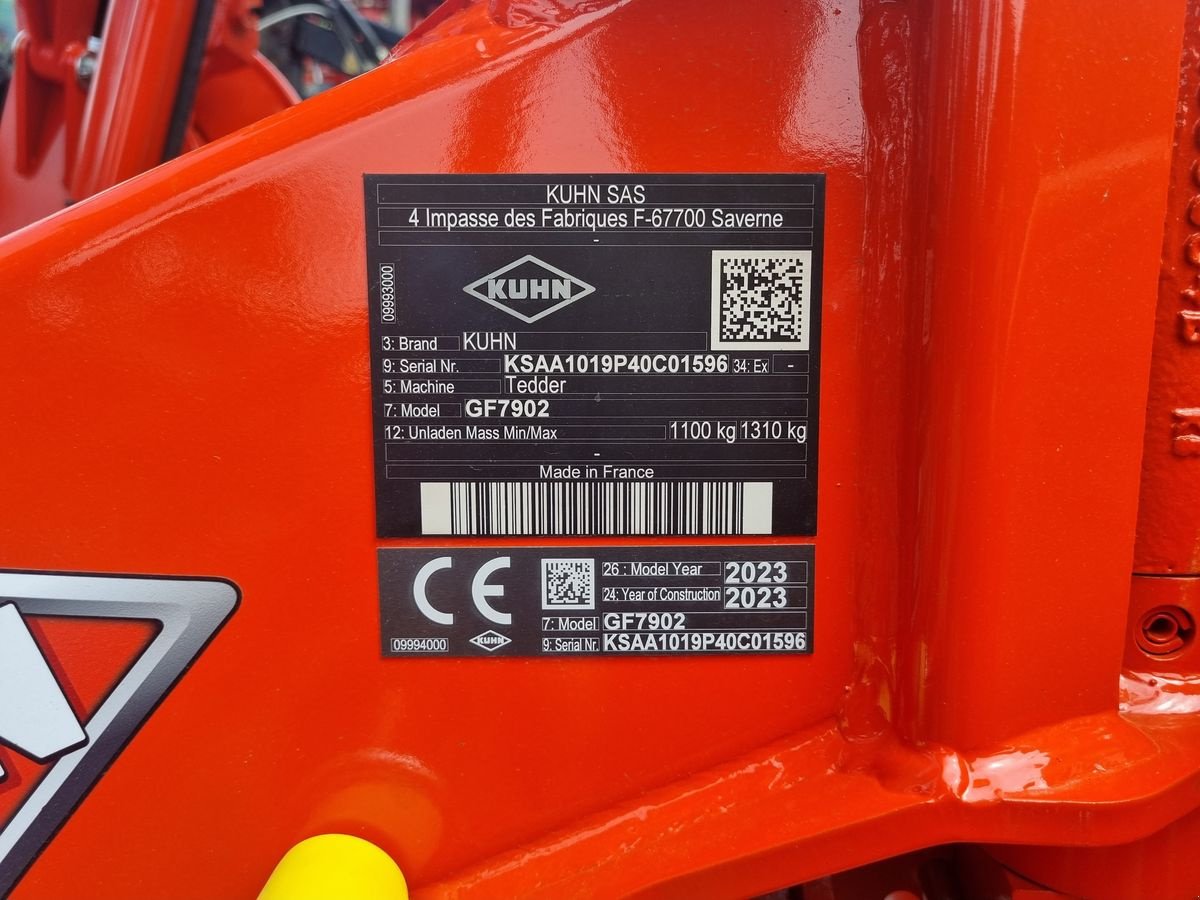 KUHN SAS
4 Impasse des Fabriques F-67700 Saverne
-
09993000
KUHN
3: Brand KUHN
9: Serial Nr. KSAA1019P40C01596 34: Ex -
5: Machine Tedder
7: Model GF7902
12: Unladen Mass Min/Max 1100 kg 1310 kg
-
Made in France
CE
26 : Model Year 2023
24: Year of Construction 2023
7: Model GF7902
KUHN
09994000
9: Serial Nr. KSAA1019P40C01596